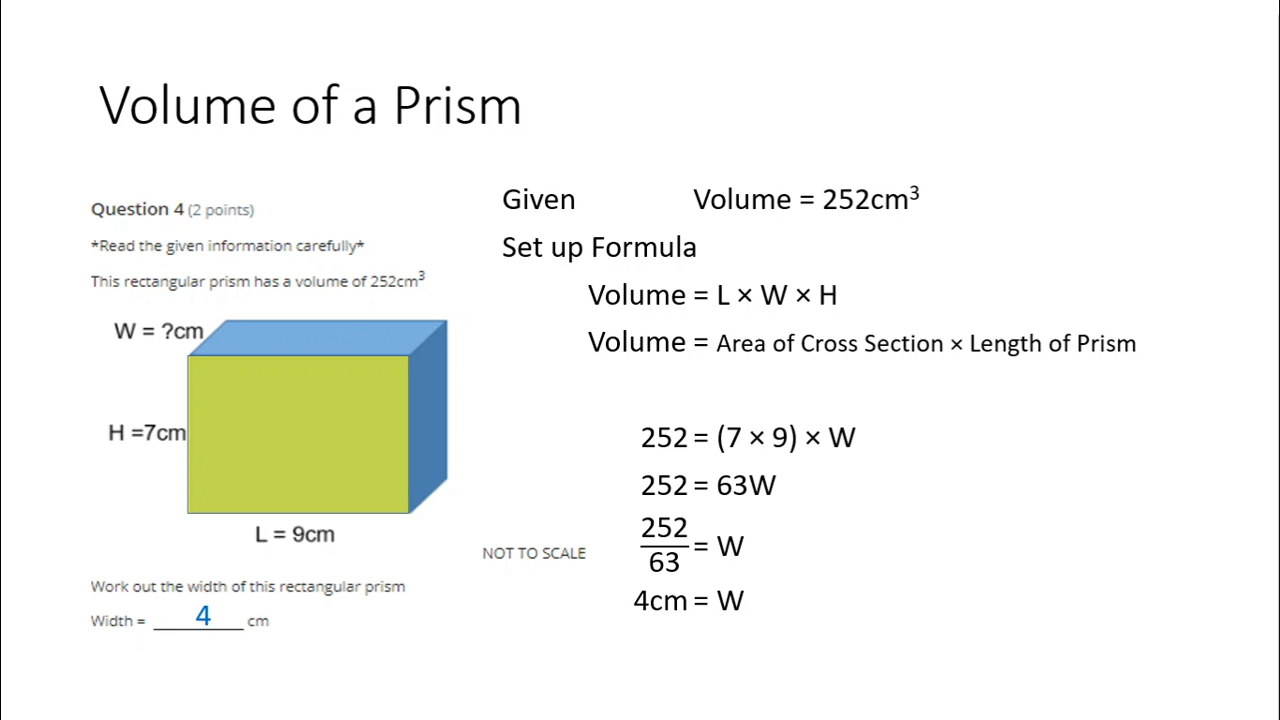 Volume of a Prism
Question 4 (2 points)
*Read the given information carefully*
This rectangular prism has a volume of 252cm³
W = ?cm
H =7cm
L = 9cm
NOT TO SCALE
Work out the width of this rectangular prism
Width = ___4___ cm
Given Volume = 252cm³
Set up Formula
Volume = L × W × H
Volume = Area of Cross Section × Length of Prism
252 = (7 × 9) × W
252 = 63W
252
63
= W
4cm = W